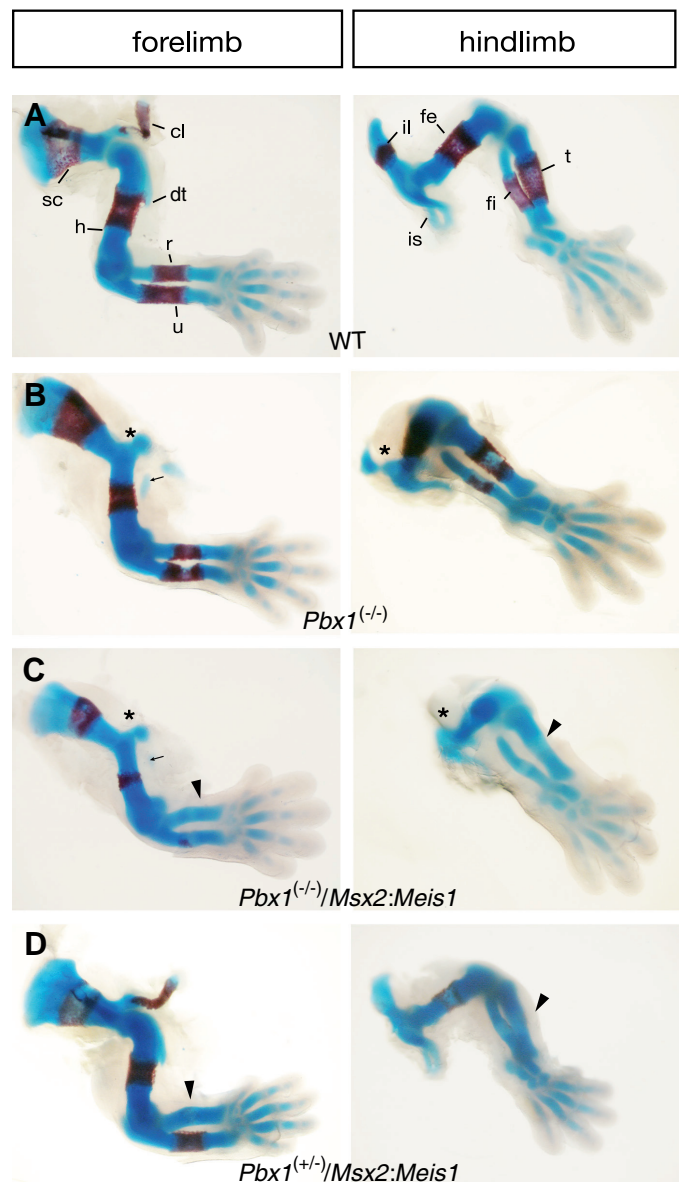 forelimb hindlimb
A
cl
sc
dt
h
r
u
il
fe
t
fi
is
WT
B
*
*
Pbx1(-/-)
C
*
*
Pbx1(-/-)/Msx2:Meis1
D
Pbx1(+/-)/Msx2:Meis1